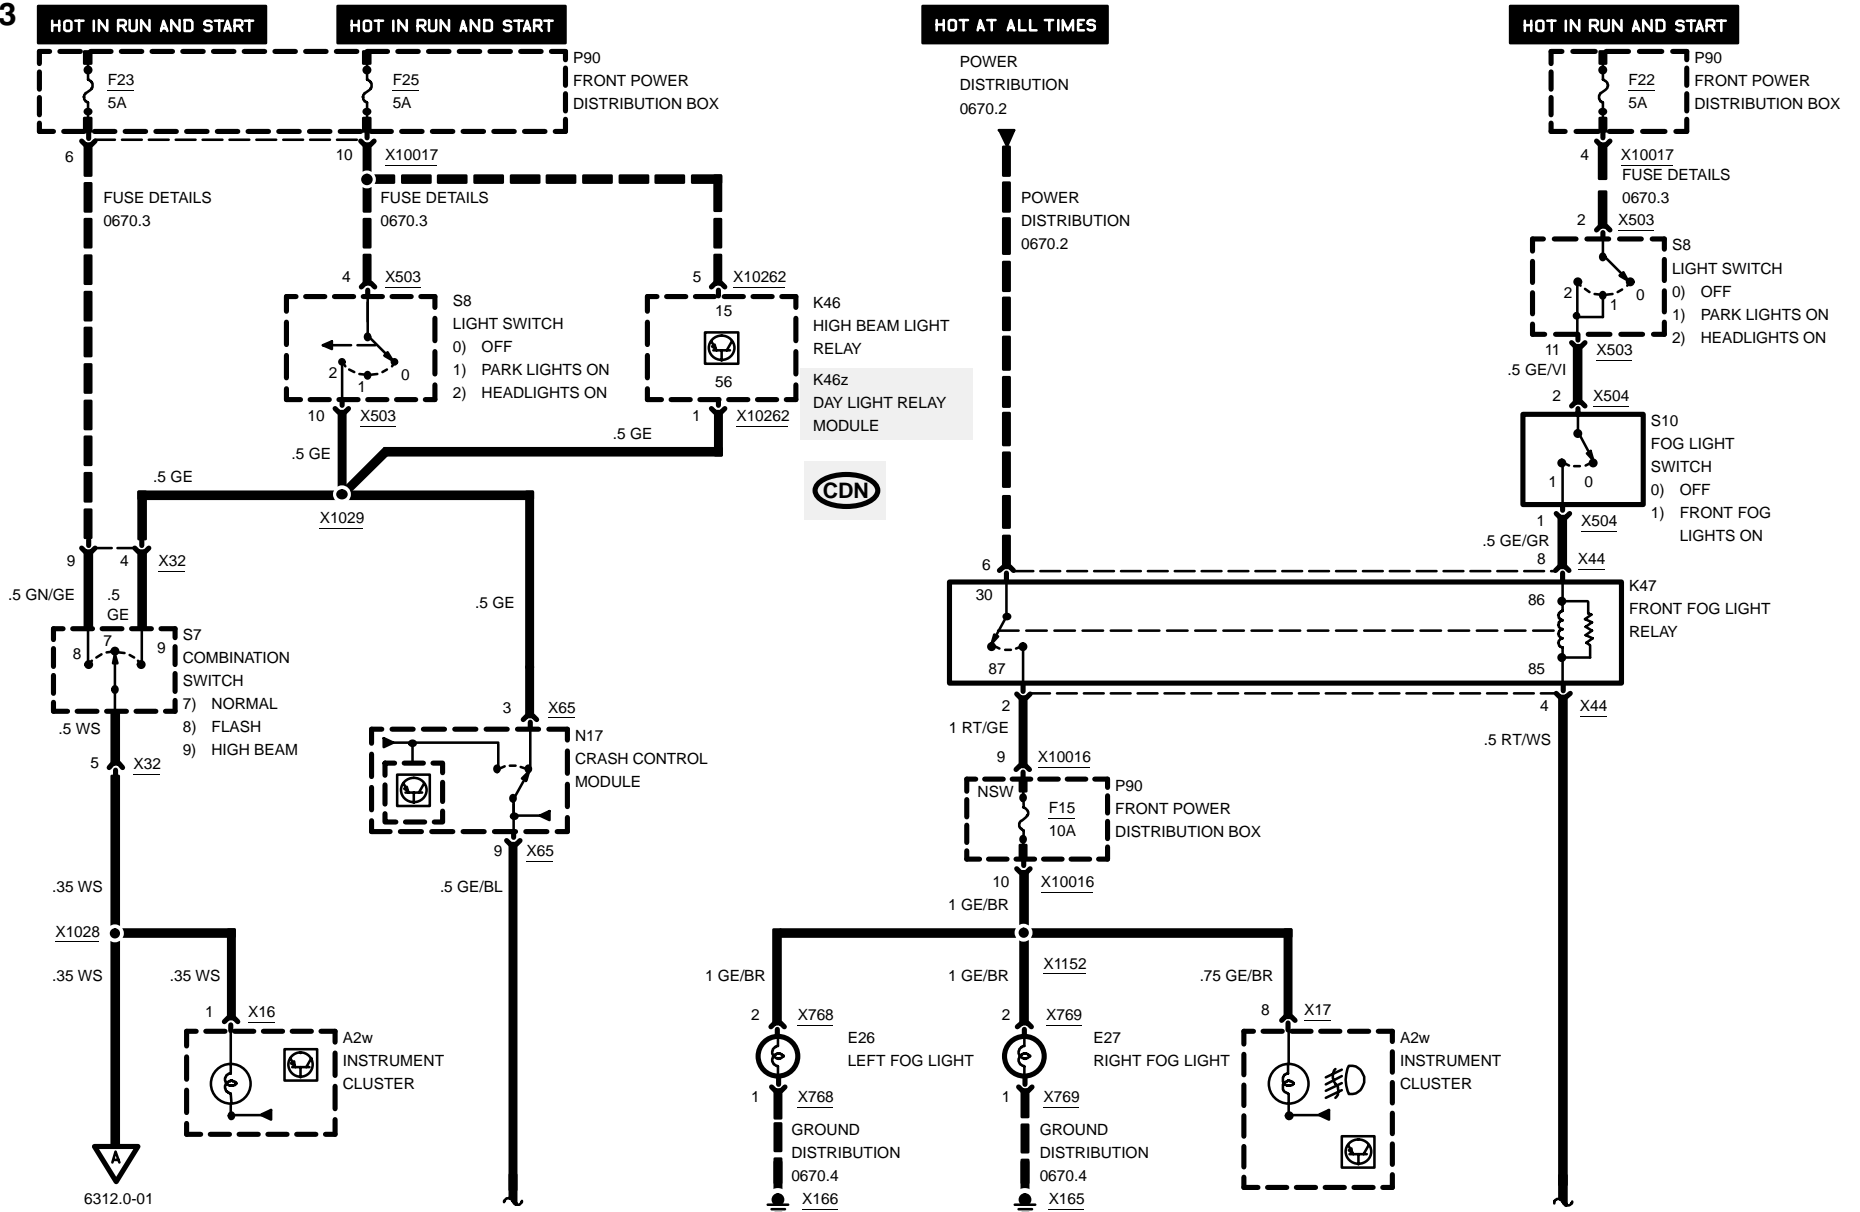 3
HOT IN RUN AND START
HOT IN RUN AND START
HOT AT ALL TIMES
HOT IN RUN AND START
F23
5A
F25
5A
P90
FRONT POWER
DISTRIBUTION BOX
6
10
X10017
FUSE DETAILS
0670.3
FUSE DETAILS
0670.3
4
X503
S8
LIGHT SWITCH
0) OFF
1) PARK LIGHTS ON
2) HEADLIGHTS ON
2
1
0
10
X503
.5 GE
5
X10262
15
56
K46
HIGH BEAM LIGHT
RELAY
K46z
DAY LIGHT RELAY
MODULE
1
X10262
.5 GE
CDN
.5 GE
X1029
9
4
X32
.5 GN/GE
.5
GE
7
8
9
S7
COMBINATION
SWITCH
7) NORMAL
8) FLASH
9) HIGH BEAM
.5 WS
5
X32
.5 GE
3
X65
N17
CRASH CONTROL
MODULE
9
X65
.5 GE/BL
.35 WS
X1028
.35 WS
.35 WS
1
X16
A2w
INSTRUMENT
CLUSTER
A
6312.0-01
POWER
DISTRIBUTION
0670.2
POWER
DISTRIBUTION
0670.2
F22
5A
P90
FRONT POWER
DISTRIBUTION BOX
4
X10017
FUSE DETAILS
0670.3
2
X503
S8
LIGHT SWITCH
0) OFF
1) PARK LIGHTS ON
2) HEADLIGHTS ON
2
1
0
11
X503
.5 GE/VI
2
X504
S10
FOG LIGHT
SWITCH
0) OFF
1) FRONT FOG
LIGHTS ON
1
0
1
X504
.5 GE/GR
6
8
X44
30
86
K47
FRONT FOG LIGHT
RELAY
87
85
2
4
X44
1 RT/GE
.5 RT/WS
9
X10016
NSW
F15
10A
P90
FRONT POWER
DISTRIBUTION BOX
10
X10016
1 GE/BR
X1152
1 GE/BR
1 GE/BR
.75 GE/BR
2
X768
E26
LEFT FOG LIGHT
1
X768
GROUND
DISTRIBUTION
0670.4
X166
2
X769
E27
RIGHT FOG LIGHT
1
X769
GROUND
DISTRIBUTION
0670.4
X165
8
X17
A2w
INSTRUMENT
CLUSTER